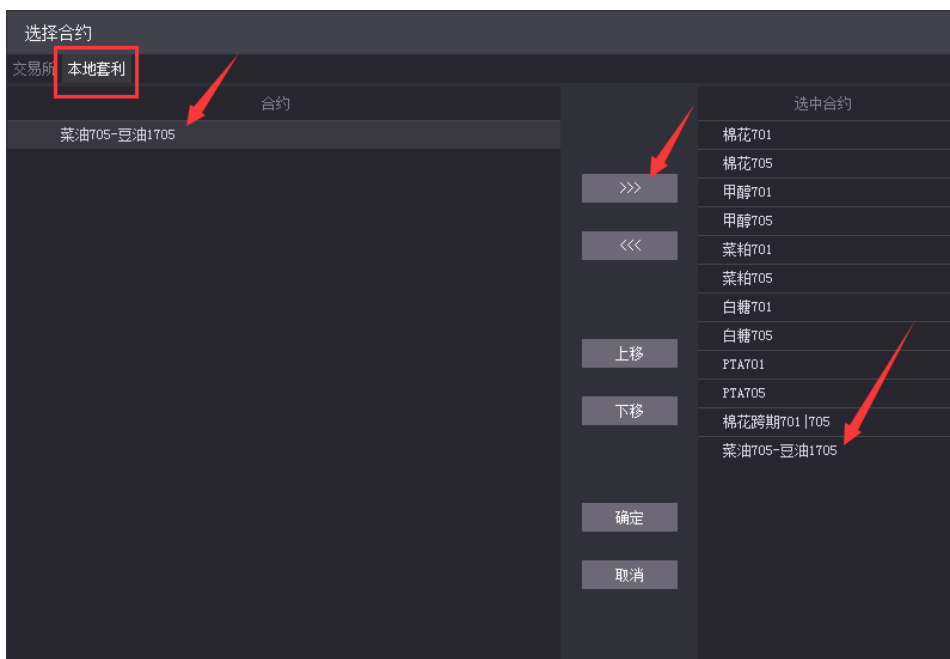 选择合约
交易所 本地套利
合约
菜油705-豆油1705
>>>
<<<
上移
下移
确定
取消
选中合约
棉花701
棉花705
甲醇701
甲醇705
菜粕701
菜粕705
白糖701
白糖705
PTA701
PTA705
棉花跨期701|705
菜油705-豆油1705